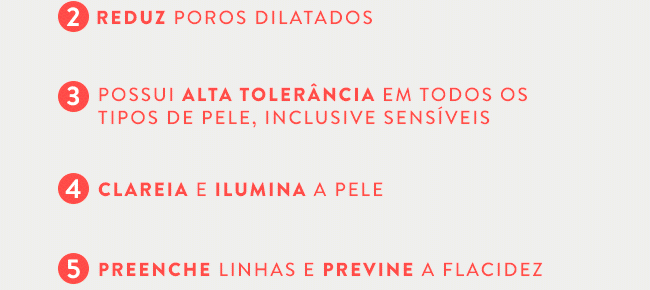 2 REDUZ POROS DILATADOS
3 POSSUI ALTA TOLERÂNCIA EM TODOS OS
TIPOS DE PELE, INCLUSIVE SENSÍVEIS
4 CLAREIA E ILUMINA A PELE
5 PREENCHE LINHAS E PREVINE A FLACIDEZ